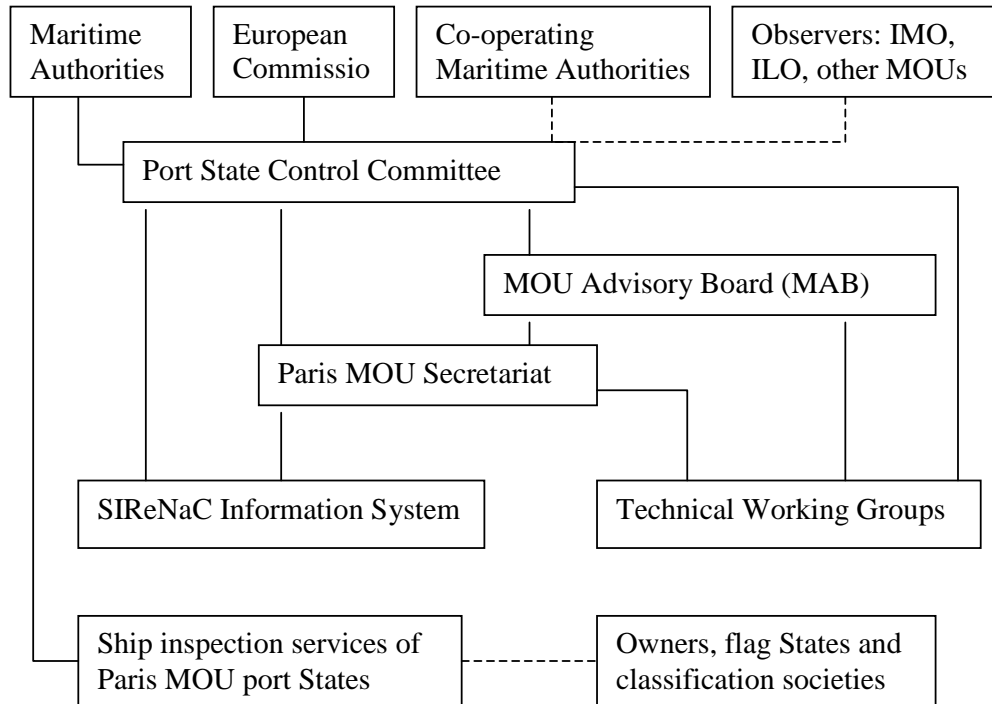 Maritime
Authorities
European
Commissio
Co-operating
Maritime Authorities
Observers: IMO,
ILO, other MOUs
Port State Control Committee
MOU Advisory Board (MAB)
Paris MOU Secretariat
SIReNaC Information System
Technical Working Groups
Ship inspection services of
Paris MOU port States
Owners, flag States and
classification societies